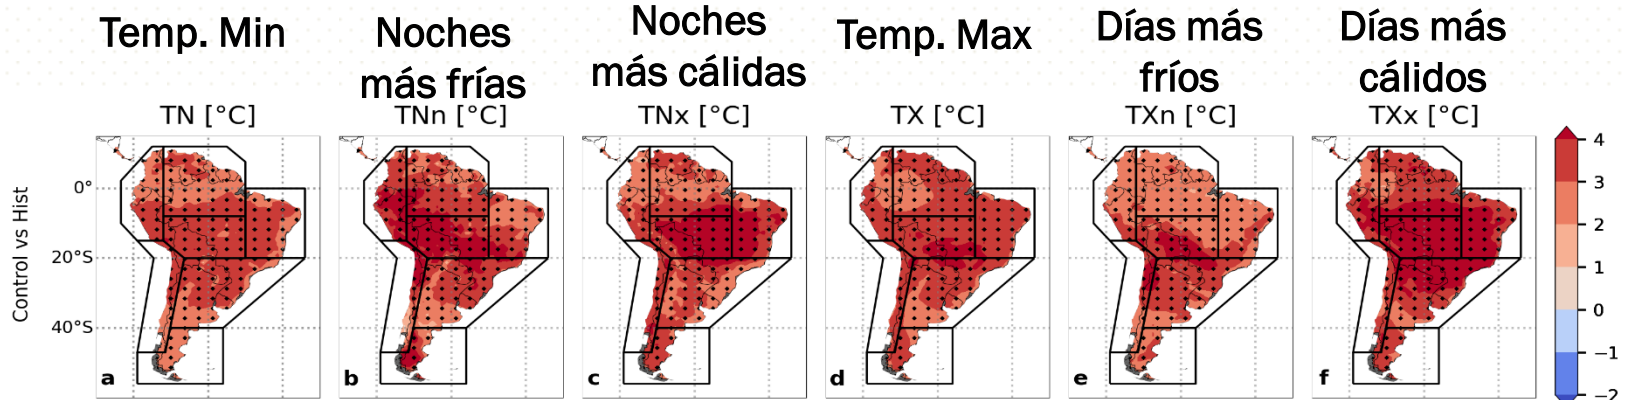 Temp. Min
Noches
más frías
Noches
más cálidas
Temp. Max
Días más
fríos
Días más
cálidos
TN [°C]
TNn [°C]
TNx [°C]
TX [°C]
TXn [°C]
TXx [°C]
Control vs Hist
0°
20°S
40°S
a
b
c
d
e
f
4
3
2
1
0
−1
−2